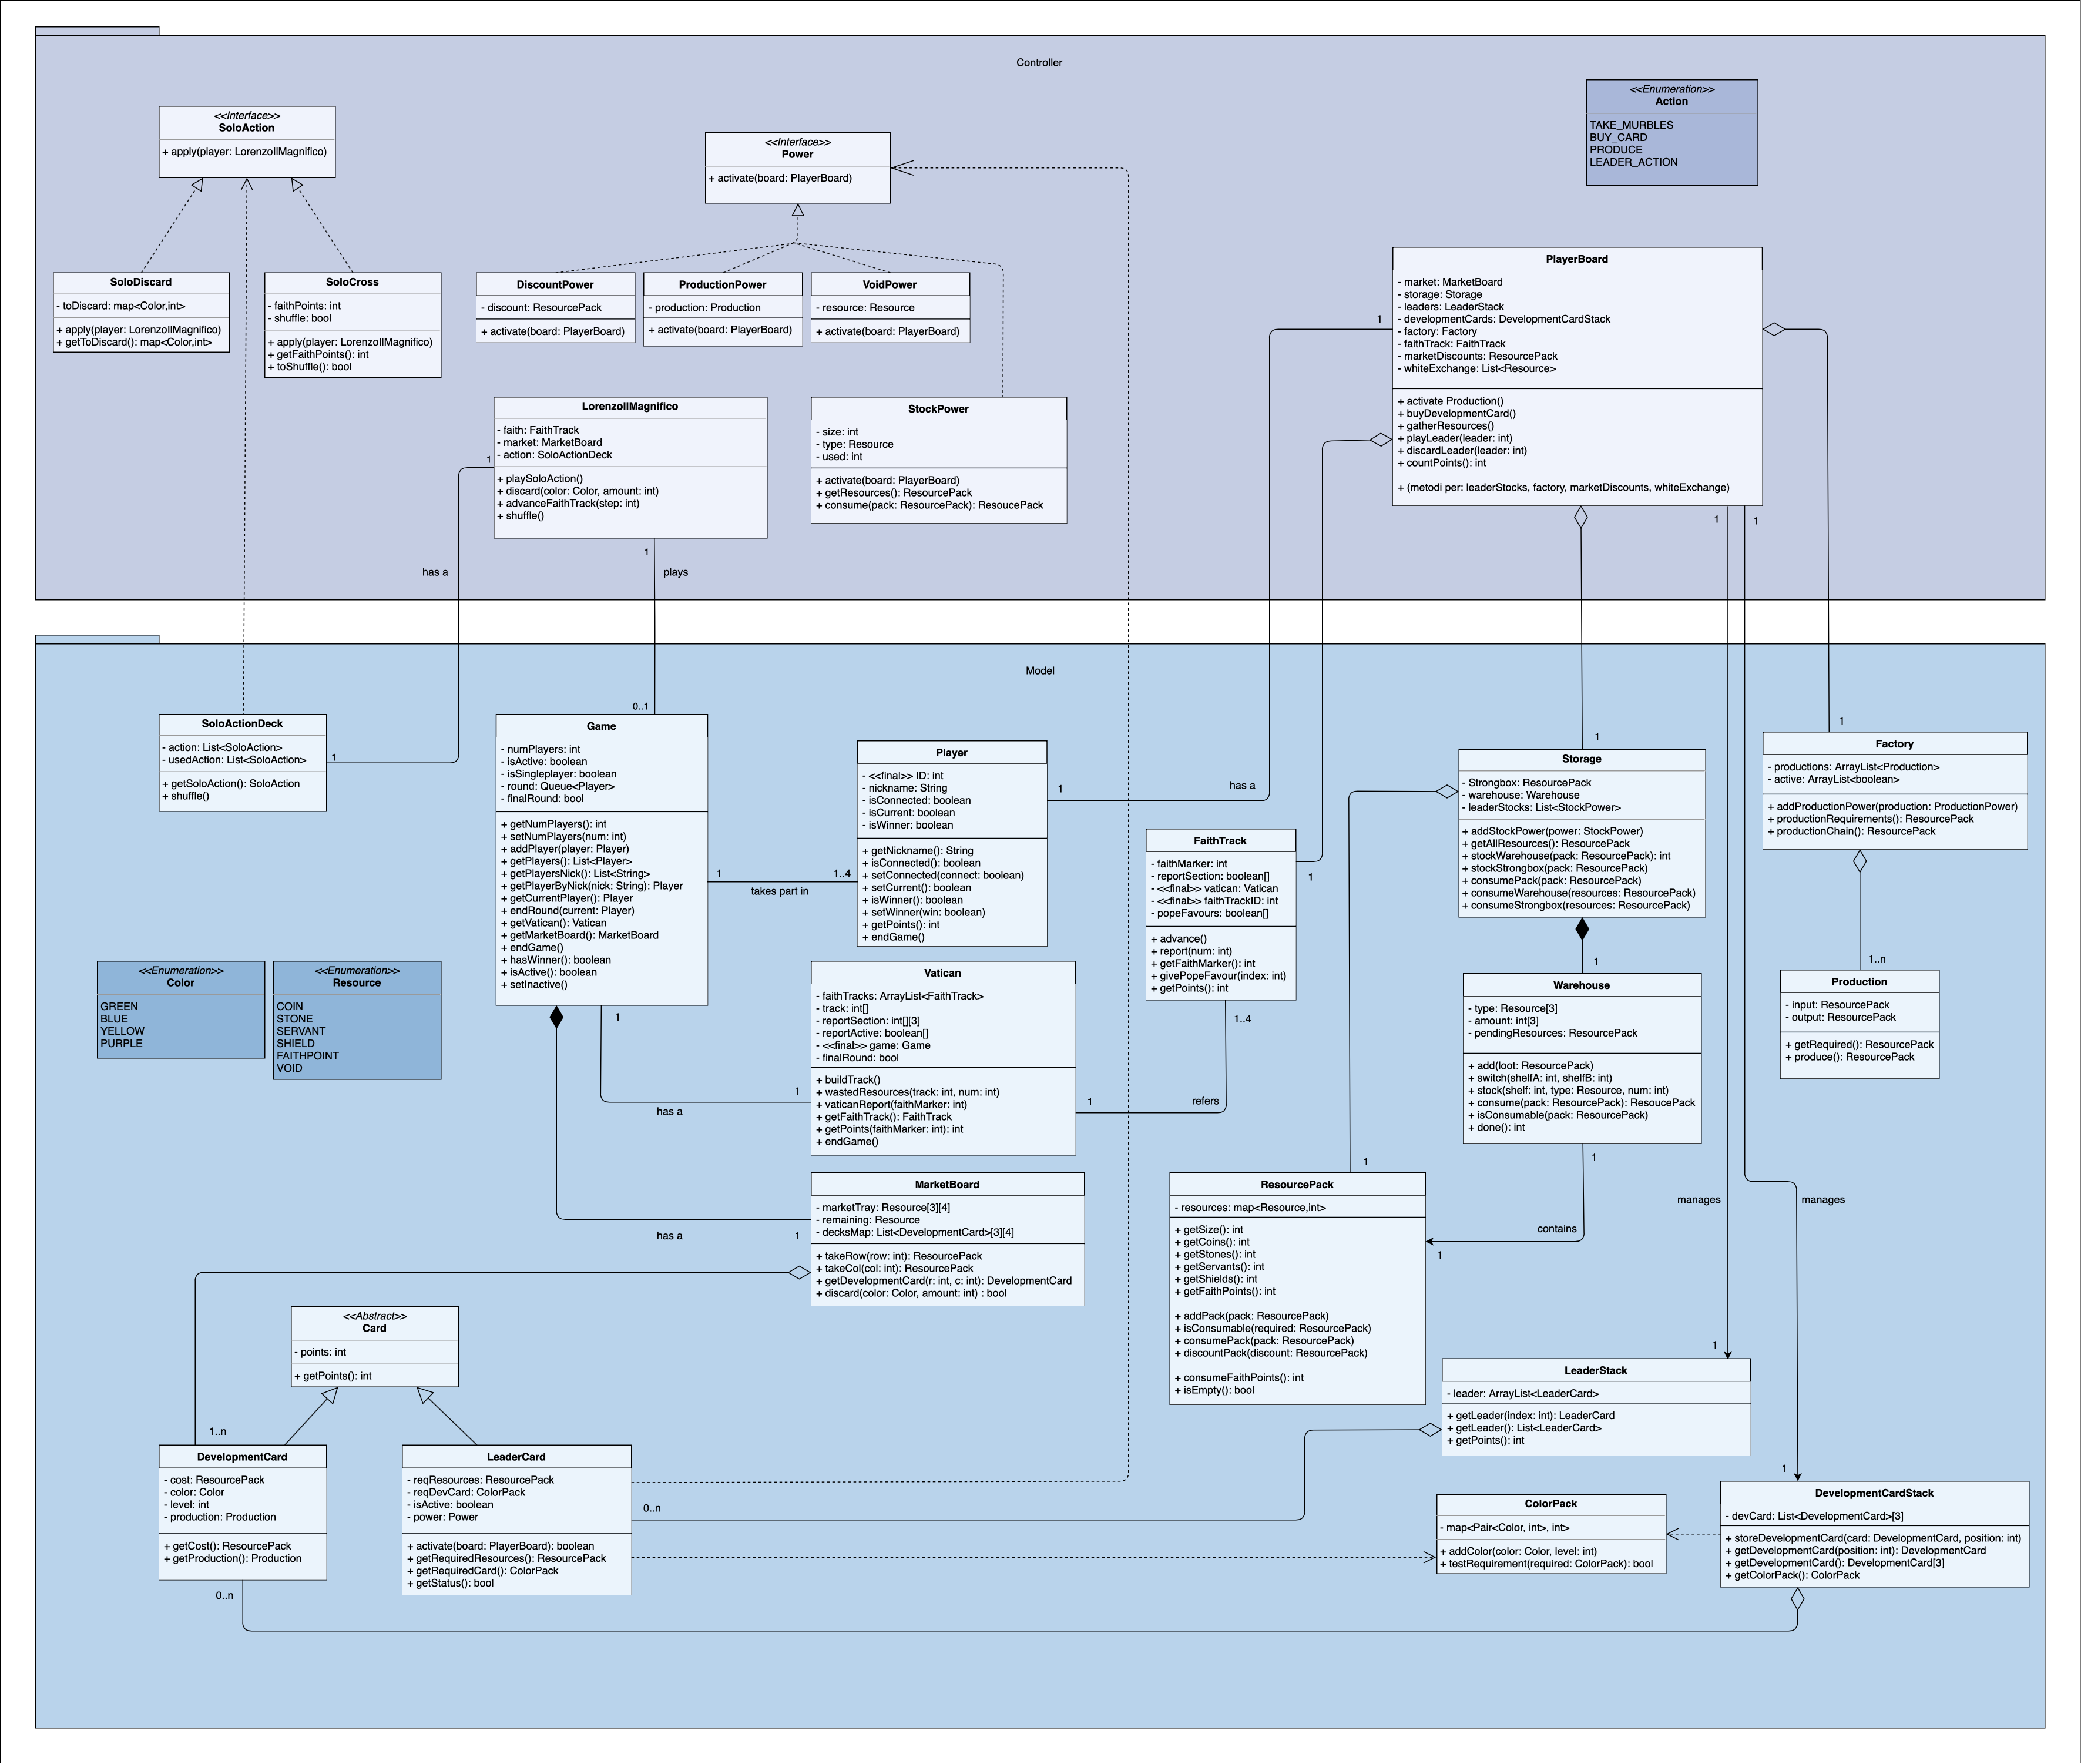 Controller
<<Interface>>
SoloAction
+ apply(player: LorenzoIlMagnifico)
<<Interface>>
Power
+ activate(board: PlayerBoard)
<<Enumeration>>
Action
TAKE_MURBLES
BUY_CARD
PRODUCE
LEADER_ACTION
SoloDiscard
- toDiscard: map<Color,int>
+ apply(player: LorenzoIlMagnifico)
+ getToDiscard(): map<Color,int>
SoloCross
- faithPoints: int
- shuffle: bool
+ apply(player: LorenzoIlMagnifico)
+ getFaithPoints(): int
+ toShuffle(): bool
DiscountPower
- discount: ResourcePack
+ activate(board: PlayerBoard)
ProductionPower
- production: Production
+ activate(board: PlayerBoard)
VoidPower
- resource: Resource
+ activate(board: PlayerBoard)
PlayerBoard
- market: MarketBoard
- storage: Storage
- leaders: LeaderStack
- developmentCards: DevelopmentCardStack
- factory: Factory
- faithTrack: FaithTrack
- marketDiscounts: ResourcePack
- whiteExchange: List<Resource>
+ activate Production()
+ buyDevelopmentCard()
+ gatherResources()
+ playLeader(leader: int)
+ discardLeader(leader: int)
+ countPoints(): int
+ (metodi per: leaderStocks, factory, marketDiscounts, whiteExchange)
1
1
1
LorenzoIlMagnifico
- faith: FaithTrack
- market: MarketBoard
- action: SoloActionDeck
+ playSoloAction()
+ discard(color: Color, amount: int)
+ advanceFaithTrack(step: int)
+ shuffle()
1
1
has a
plays
0..1
StockPower
- size: int
- type: Resource
- used: int
+ activate(board: PlayerBoard)
+ getResources(): ResourcePack
+ consume(pack: ResourcePack): ResoucePack
Model
SoloActionDeck
- action: List<SoloAction>
- usedAction: List<SoloAction>
+ getSoloAction(): SoloAction
+ shuffle()
1
Game
- numPlayers: int
- isActive: boolean
- isSingleplayer: boolean
- round: Queue<Player>
- finalRound: bool
+ getNumPlayers(): int
+ setNumPlayers(num: int)
+ addPlayer(player: Player)
+ getPlayers(): List<Player>
+ getPlayersNick(): List<String>
+ getPlayerByNick(nick: String): Player
+ getCurrentPlayer(): Player
+ endRound(current: Player)
+ getVatican(): Vatican
+ getMarketBoard(): MarketBoard
+ endGame()
+ hasWinner(): boolean
+ isActive(): boolean
+ setInactive()
1
takes part in
1..4
1
Player
- <<final>> ID: int
- nickname: String
- isConnected: boolean
- isCurrent: boolean
- isWinner: boolean
+ getNickname(): String
+ isConnected(): boolean
+ setConnected(connect: boolean)
+ setCurrent(): boolean
+ isWinner(): boolean
+ setWinner(win: boolean)
+ getPoints(): int
+ endGame()
1
has a
FaithTrack
- faithMarker: int
- reportSection: boolean[]
- <<final>> vatican: Vatican
- <<final>> faithTrackID: int
- popeFavours: boolean[]
+ advance()
+ report(num: int)
+ getFaithMarker(): int
+ givePopeFavour(index: int)
+ getPoints(): int
1
1..4
1
Storage
- Strongbox: ResourcePack
- warehouse: Warehouse
- leaderStocks: List<StockPower>
+ addStockPower(power: StockPower)
+ getAllResources(): ResourcePack
+ stockWarehouse(pack: ResourcePack): int
+ stockStrongbox(pack: ResourcePack)
+ consumePack(pack: ResourcePack)
+ consumeWarehouse(resources: ResourcePack)
+ consumeStrongbox(resources: ResourcePack)
1
Factory
- productions: ArrayList<Production>
- active: ArrayList<boolean>
+ addProductionPower(production: ProductionPower)
+ productionRequirements(): ResourcePack
+ productionChain(): ResourcePack
1..n
Production
- input: ResourcePack
- output: ResourcePack
+ getRequired(): ResourcePack
+ produce(): ResourcePack
<<Enumeration>>
Color
GREEN
BLUE
YELLOW
PURPLE
<<Enumeration>>
Resource
COIN
STONE
SERVANT
SHIELD
FAITHPOINT
VOID
Vatican
- faithTracks: ArrayList<FaithTrack>
- track: int[]
- reportSection: int[][3]
- reportActive: boolean[]
- <<final>> game: Game
- finalRound: bool
+ buildTrack()
+ wastedResources(track: int, num: int)
+ vaticanReport(faithMarker: int)
+ getFaithTrack(): FaithTrack
+ getPoints(faithMarker: int): int
+ endGame()
1
has a
1
refers
1
Warehouse
- type: Resource[3]
- amount: int[3]
- pendingResources: ResourcePack
+ add(loot: ResourcePack)
+ switch(shelfA: int, shelfB: int)
+ stock(shelf: int, type: Resource, num: int)
+ consume(pack: ResourcePack): ResoucePack
+ isConsumable(pack: ResourcePack)
+ done(): int
1
MarketBoard
- marketTray: Resource[3][4]
- remaining: Resource
- decksMap: List<DevelopmentCard>[3][4]
+ takeRow(row: int): ResourcePack
+ takeCol(col: int): ResourcePack
+ getDevelopmentCard(r: int, c: int): DevelopmentCard
+ discard(color: Color, amount: int) : bool
has a
1
1
ResourcePack
- resources: map<Resource,int>
+ getSize(): int
+ getCoins(): int
+ getStones(): int
+ getServants(): int
+ getShields(): int
+ getFaithPoints(): int
+ addPack(pack: ResourcePack)
+ isConsumable(required: ResourcePack)
+ consumePack(pack: ResourcePack)
+ discountPack(discount: ResourcePack)
+ consumeFaithPoints(): int
+ isEmpty(): bool
contains
1
manages
manages
<<Abstract>>
Card
- points: int
+ getPoints(): int
1
LeaderStack
- leader: ArrayList<LeaderCard>
+ getLeader(index: int): LeaderCard
+ getLeader(): List<LeaderCard>
+ getPoints(): int
1..n
DevelopmentCard
- cost: ResourcePack
- color: Color
- level: int
- production: Production
+ getCost(): ResourcePack
+ getProduction(): Production
0..n
LeaderCard
- reqResources: ResourcePack
- reqDevCard: ColorPack
- isActive: boolean
- power: Power
+ activate(board: PlayerBoard): boolean
+ getRequiredResources(): ResourcePack
+ getRequiredCard(): ColorPack
+ getStatus(): bool
0..n
ColorPack
- map<Pair<Color, int>, int>
+ addColor(color: Color, level: int)
+ testRequirement(required: ColorPack): bool
1
DevelopmentCardStack
- devCard: List<DevelopmentCard>[3]
+ storeDevelopmentCard(card: DevelopmentCard, position: int)
+ getDevelopmentCard(position: int): DevelopmentCard
+ getDevelopmentCard(): DevelopmentCard[3]
+ getColorPack(): ColorPack